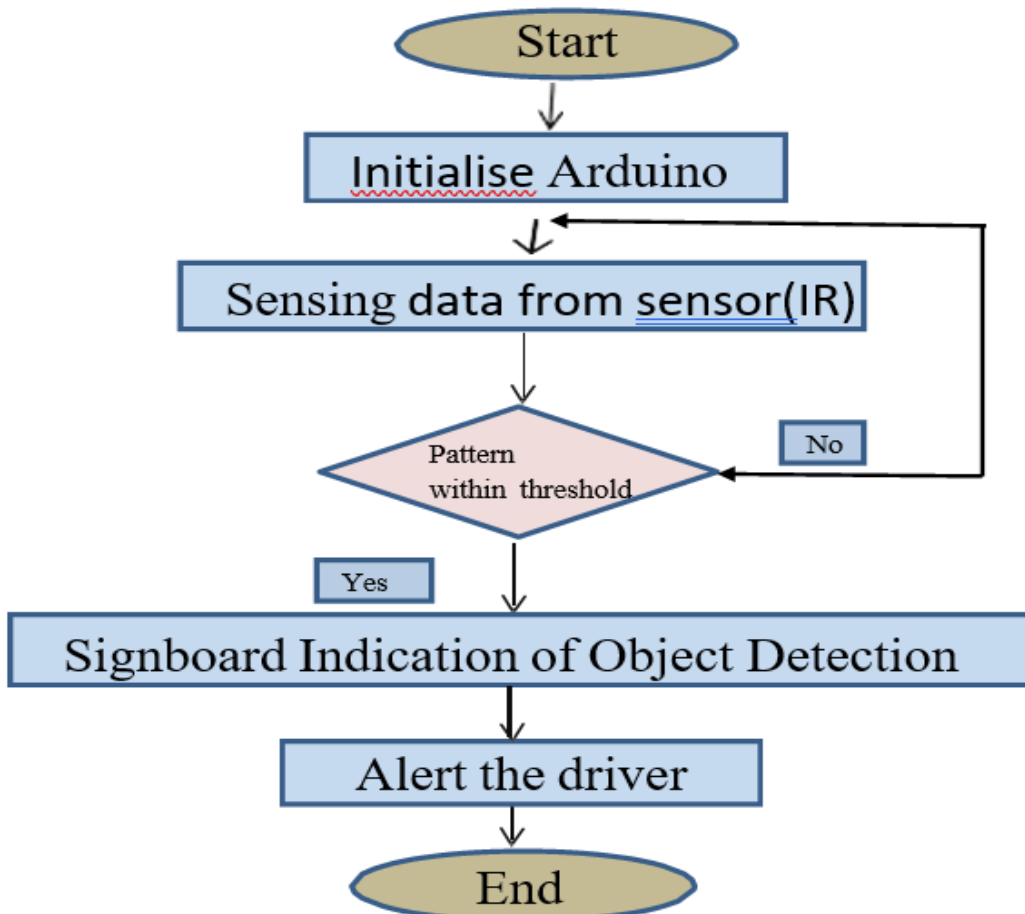 Start
Initialise Arduino
Sensing data from sensor(IR)
Pattern
within threshold
No
Yes
Signboard Indication of Object Detection
Alert the driver
End